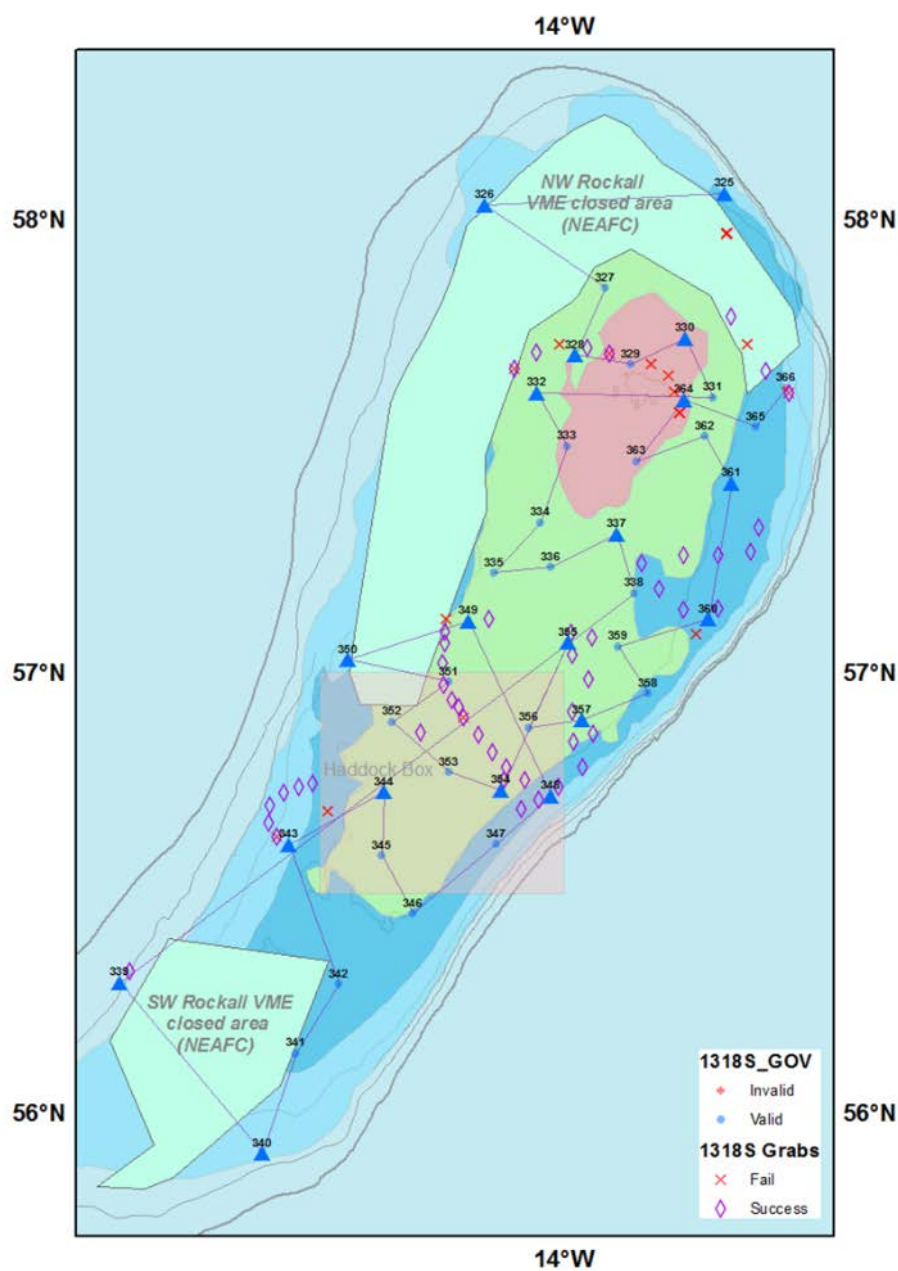 14°W
325
326
NW Rockall
VME closed area
(NEAFC)
58°N
58°N
327
330
328
329
366
332
364
331
365
362
333
363
361
334
337
336
335
338
349
360
355
359
350
57°N
351
57°N
358
352
357
356
Haddock Box
353
344
354
348
343
347
345
346
339
342
SW Rockall VME
closed area
(NEAFC)
341
1318S_GOV
Invalid
56°N
Valid
56°N
340
1318S Grabs
Fail
Success
14°W